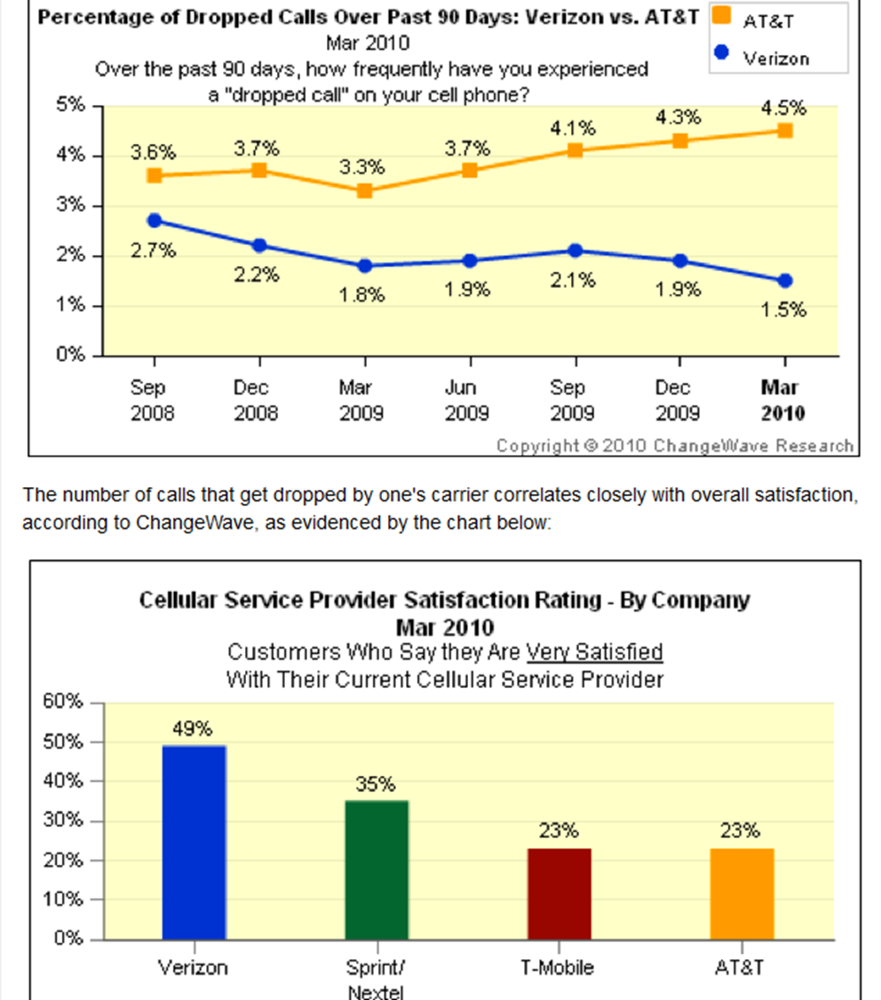 Percentage of Dropped Calls Over Past 90 Days: Verizon vs. AT&T
Mar 2010
Over the past 90 days, how frequently have you experienced
a "dropped call" on your cell phone?
AT&T
Verizon
5%
4%
3%
2%
1%
0%
3.6%
3.7%
3.3%
3.7%
4.1%
4.3%
4.5%
2.7%
2.2%
1.8%
1.9%
2.1%
1.9%
1.5%
Sep
2008
Dec
2008
Mar
2009
Jun
2009
Sep
2009
Dec
2009
Mar
2010
Copyright © 2010 ChangeWave Research
The number of calls that get dropped by one's carrier correlates closely with overall satisfaction,
according to ChangeWave, as evidenced by the chart below:
Cellular Service Provider Satisfaction Rating - By Company
Mar 2010
Customers Who Say they Are Very Satisfied
With Their Current Cellular Service Provider
60%
50%
40%
30%
20%
10%
0%
49%
35%
23%
23%
Verizon
Sprint/
Nextel
T-Mobile
AT&T